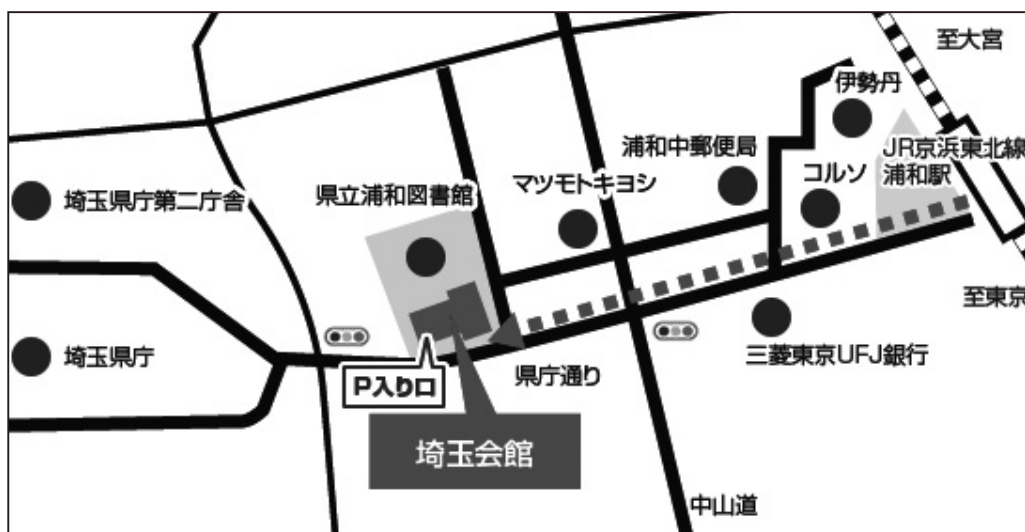 至大宮
伊勢丹
浦和中郵便局
JR京浜東北線
浦和駅
コルソ
マツモトキヨシ
県立浦和図書館
埼玉県庁第二庁舎
至東京
三菱東京UFJ銀行
埼玉県庁
県庁通り
P入り口
埼玉会館
中山道